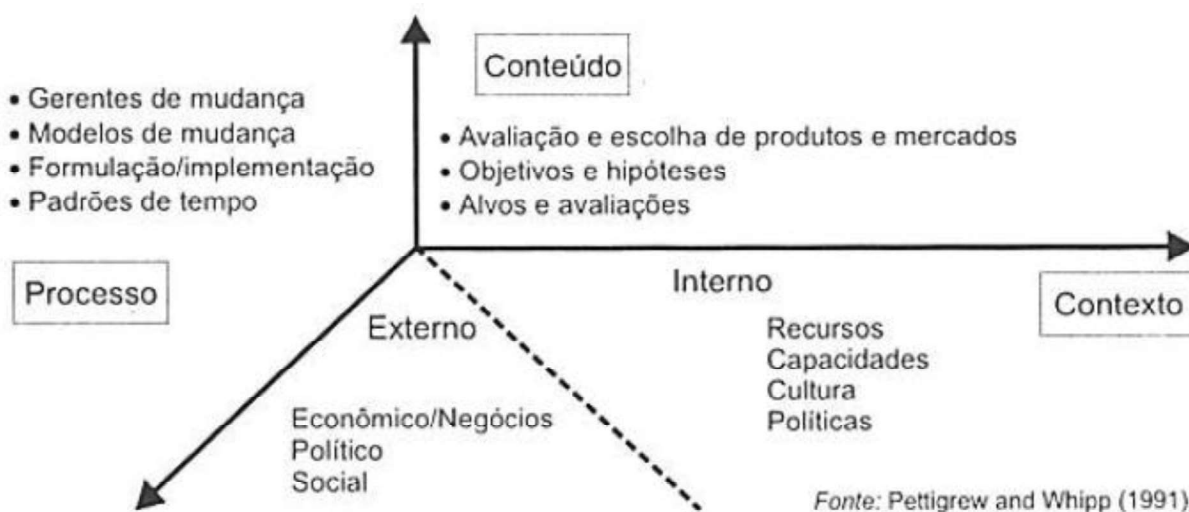 Conteúdo
• Gerentes de mudança
• Modelos de mudança
• Formulação/implementação
• Padrões de tempo
• Avaliação e escolha de produtos e mercados
• Objetivos e hipóteses
• Alvos e avaliações
Processo
Externo
Interno
Contexto
Econômico/Negócios
Político
Social
Recursos
Capacidades
Cultura
Políticas
Fonte: Pettigrew and Whipp (1991)